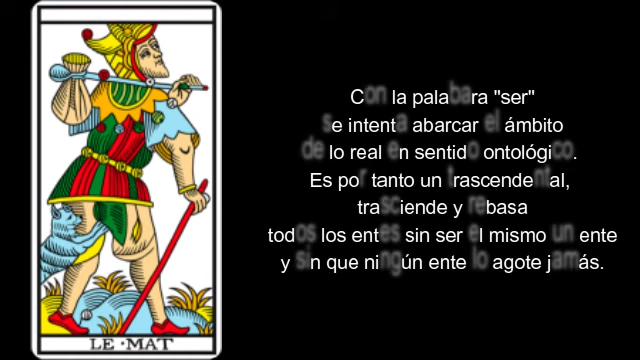 Con la palabara "ser"
se intenta abarcar el ámbito
de lo real en sentido ontológico.
Es por tanto un trascendental,
trasciende y rebasa
todos los entes sin ser el mismo un ente
y sin que ningún ente lo agote jamás.
LE·MAT